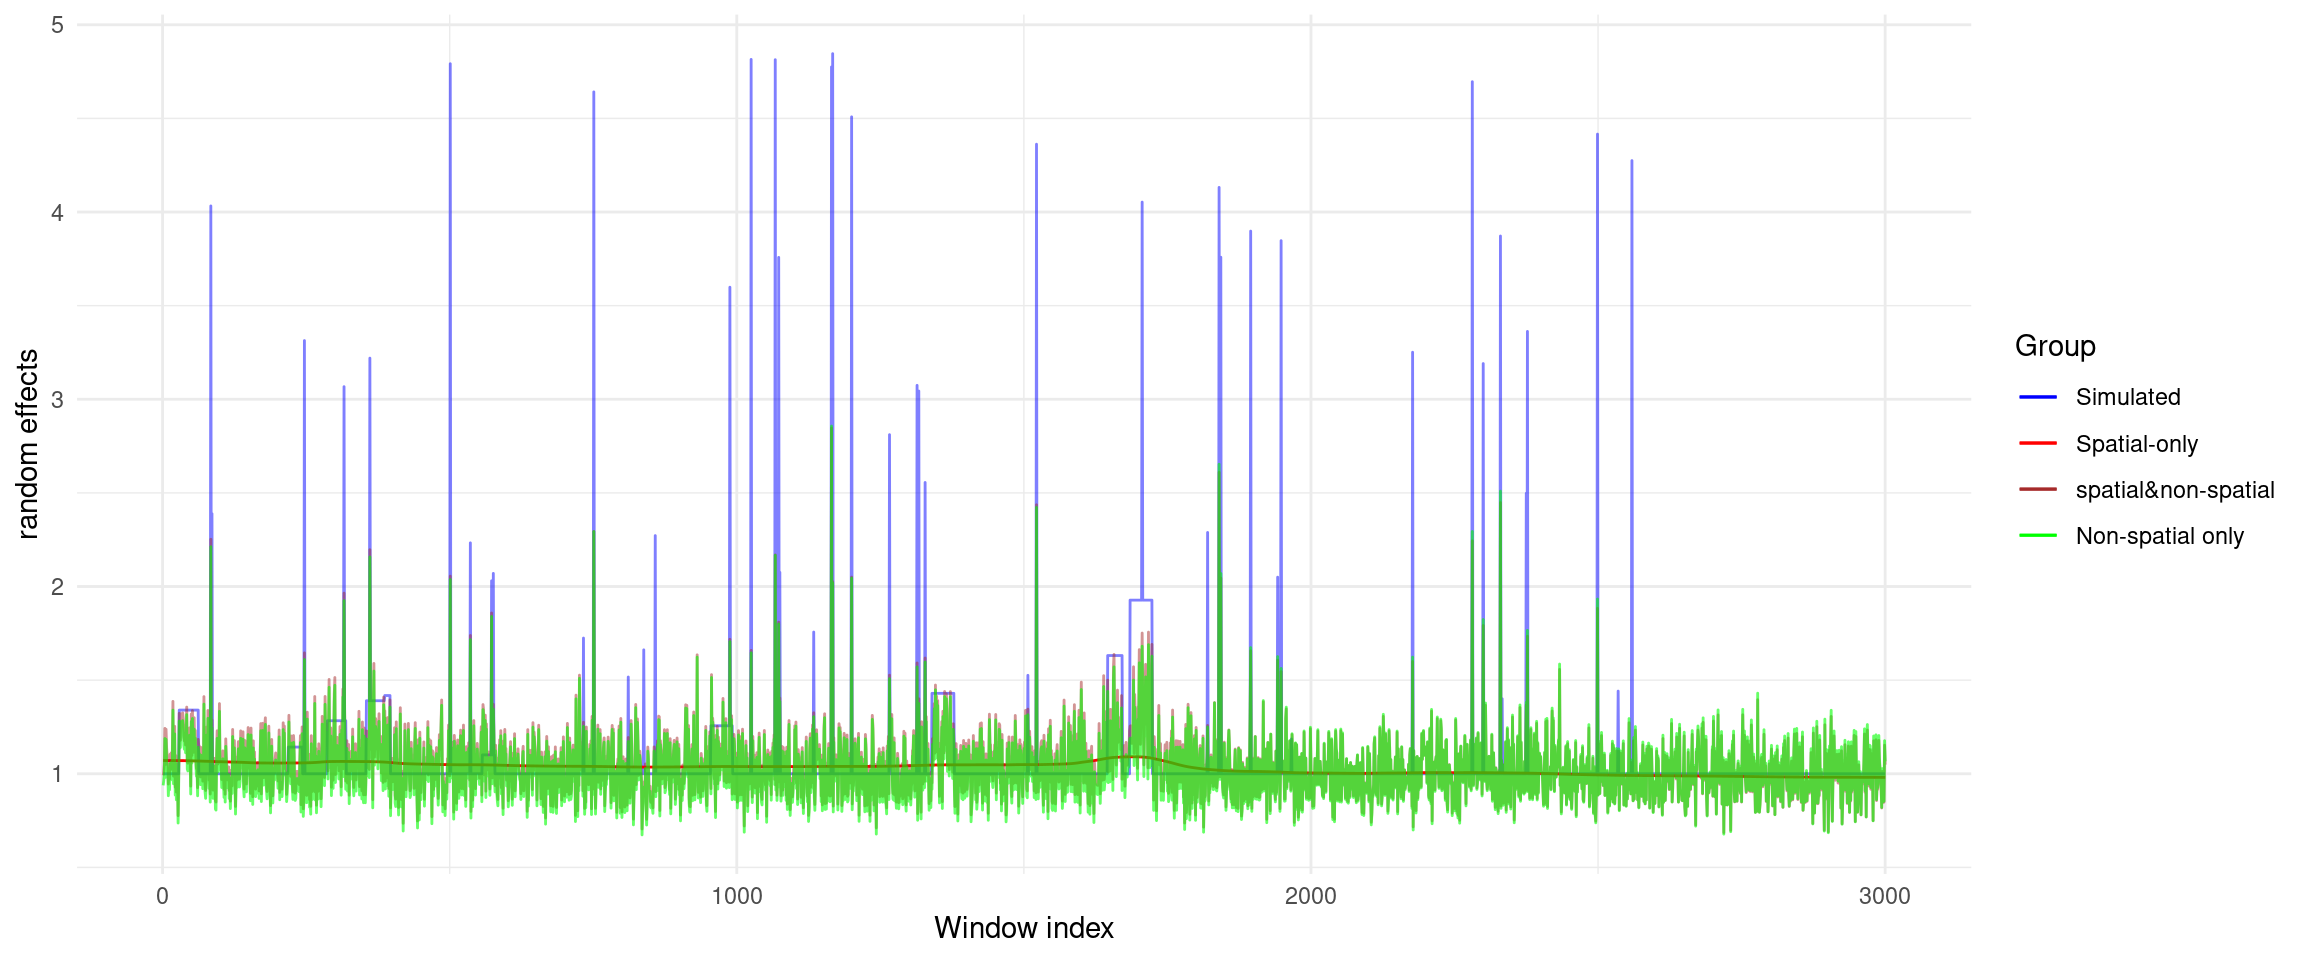 5
4
3
2
1
random effects
0
1000
2000
3000
Window index
Group
Simulated
Spatial-only
spatial&non-spatial
Non-spatial only